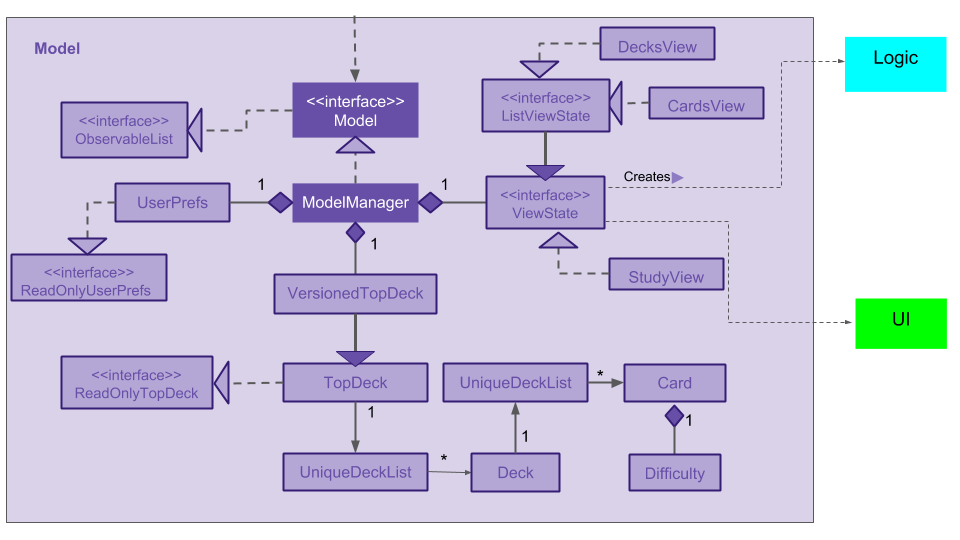 Model
DecksView
Logic
<<interface>>
Model
<<interface>>
ListViewState
CardsView
<<interface>>
ObservableList
Creates
1
1
UserPrefs
ModelManager
<<interface>>
ViewState
1
<<interface>>
ReadOnlyUserPrefs
StudyView
VersionedTopDeck
UI
<<interface>>
ReadOnlyTopDeck
TopDeck
UniqueDeckList
*
Card
1
1
1
UniqueDeckList
*
Deck
Difficulty